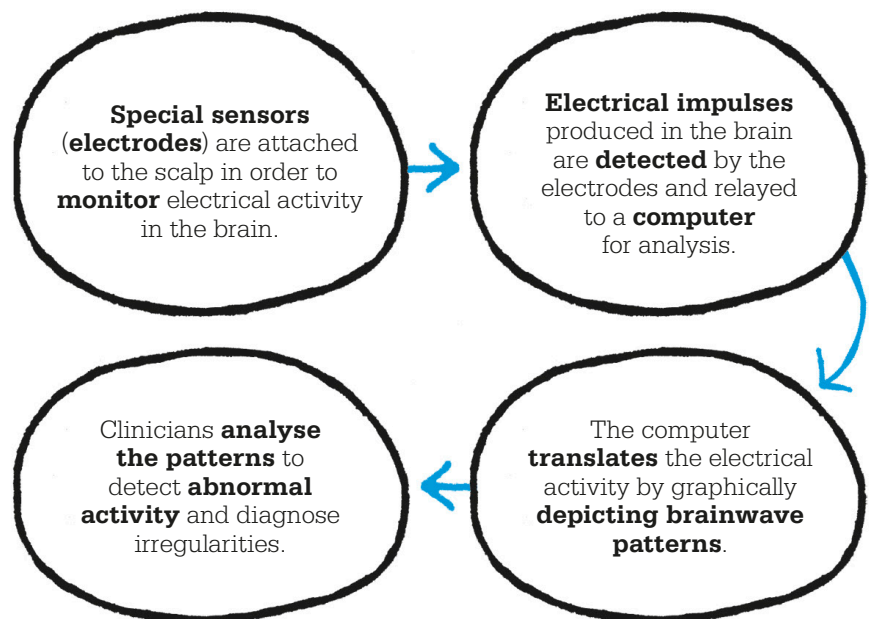 Special sensors
(electrodes) are attached
to the scalp in order to
monitor electrical activity
in the brain.
Electrical impulses
produced in the brain
are detected by the
electrodes and relayed
to a computer
for analysis.
The computer
translates the electrical
activity by graphically
depicting brainwave
patterns.
Clinicians analyse
the patterns to
detect abnormal
activity and diagnose
irregularities.